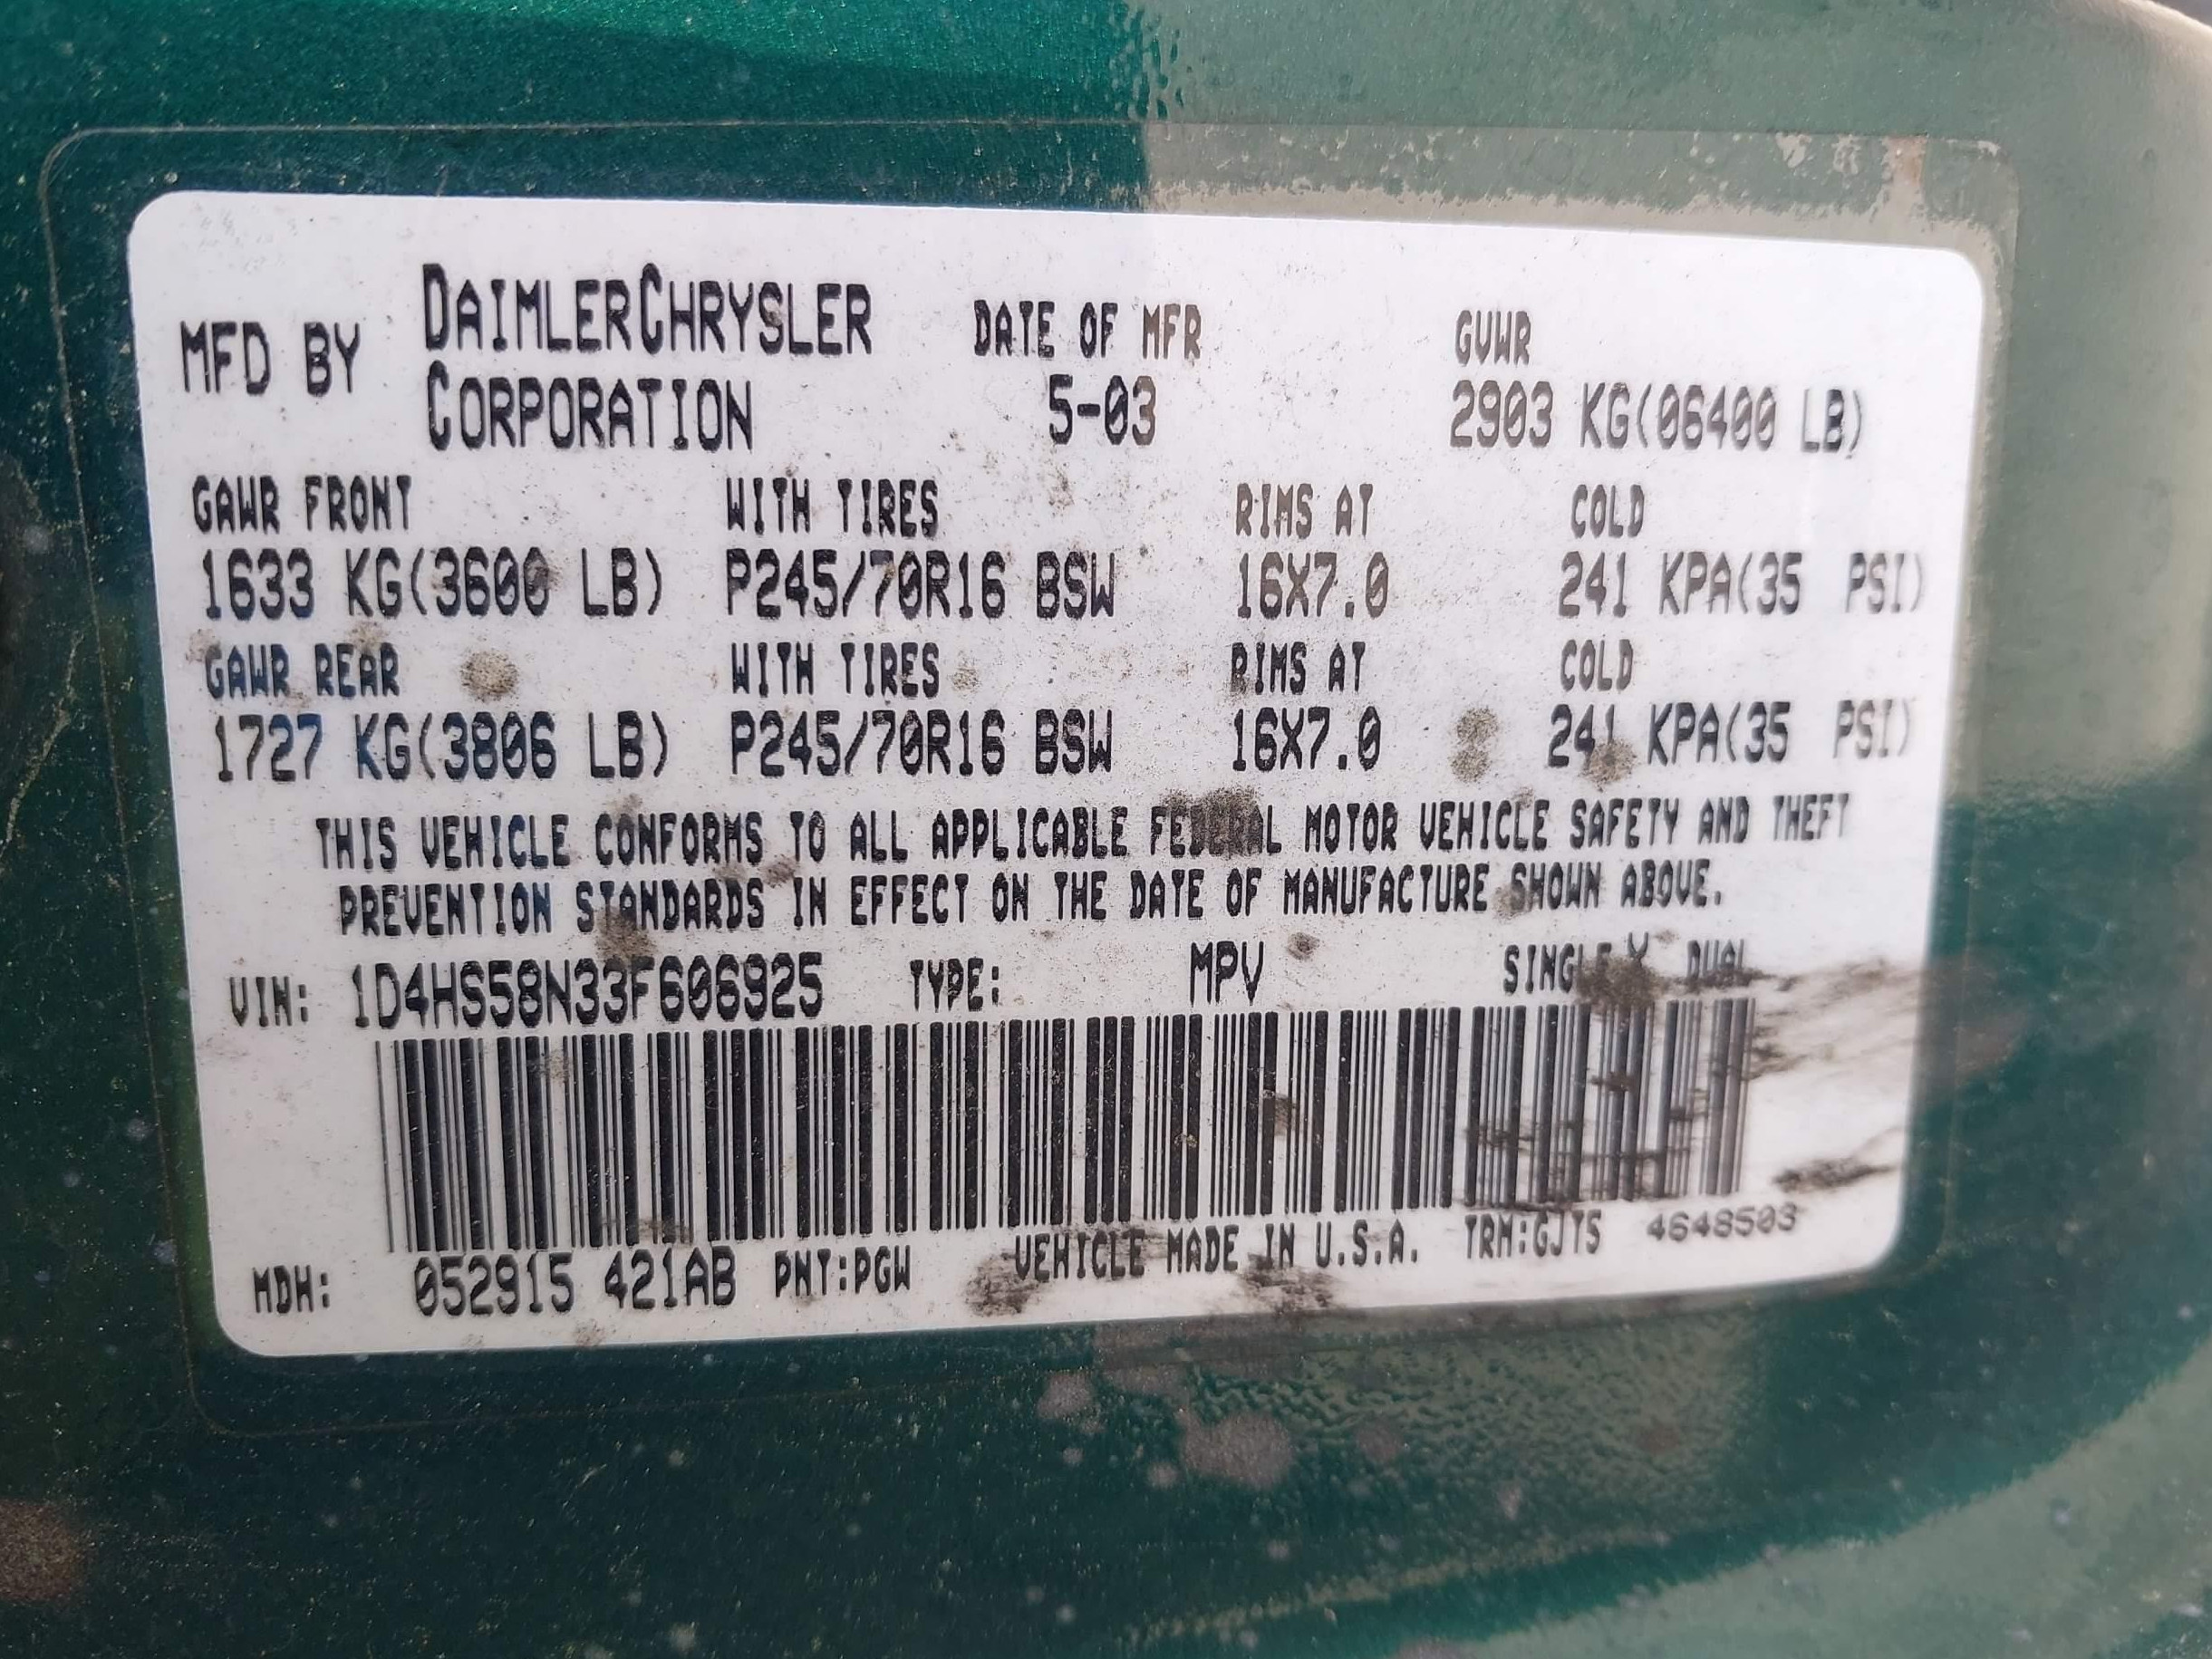 MFD BY DAIMLERCHRYSLER CORPORATION DATE OF MFR 5-03 GVWR 2903 KG(06400 LB)
GAWR FRONT WITH TIRES RIMS AT COLD
1633 KG(3600 LB) P245/70R16 BSW 16X7.0 241 KPA(35 PSI)
GAWR REAR WITH TIRES RIMS AT COLD
1727 KG(3806 LB) P245/70R16 BSW 16X7.0 241 KPA(35 PSI)
THIS VEHICLE CONFORMS TO ALL APPLICABLE FEDERAL MOTOR VEHICLE SAFETY AND THEFT
PREVENTION STANDARDS IN EFFECT ON THE DATE OF MANUFACTURE SHOWN ABOVE.
VIN: 1D4HS58N33F606925 TYPE: MPV SINGLE X DUAL
MDH: 052915 421AB PNT:PGW VEHICLE MADE IN U.S.A. TRM:GJT5 4648503